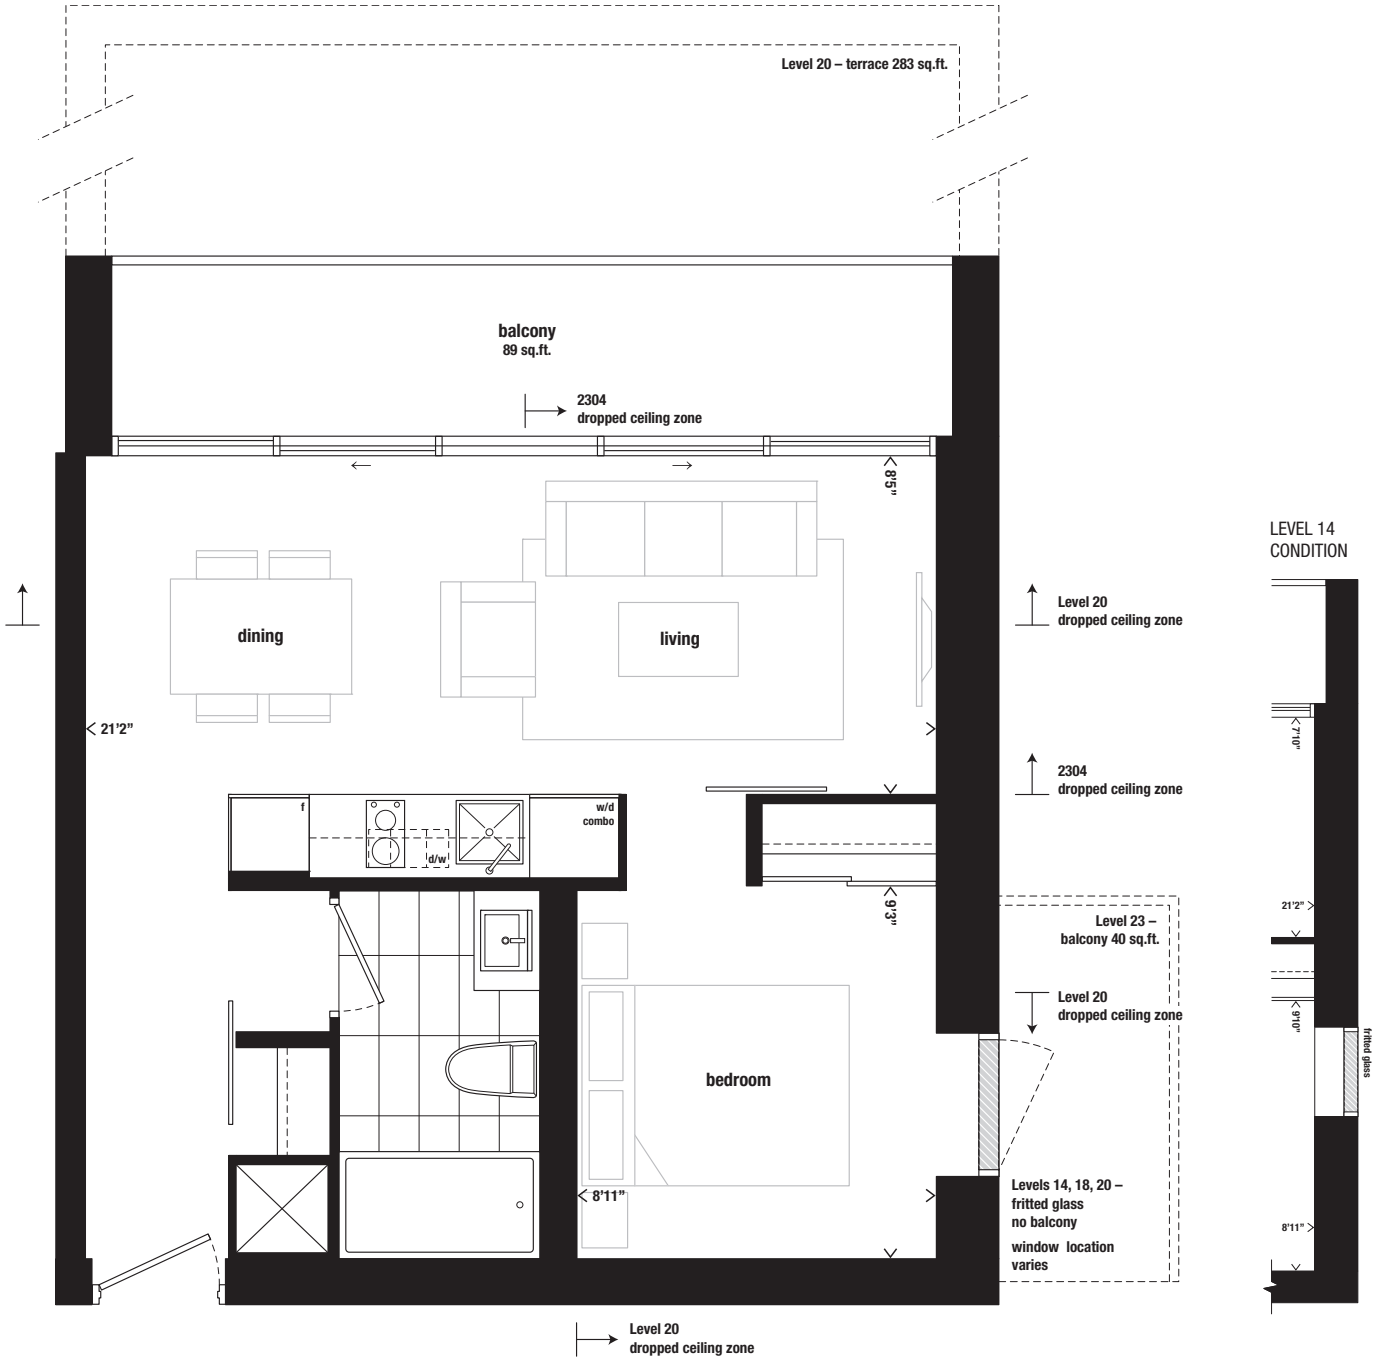 Level 20 – terrace 283 sq.ft.
balcony
89 sq.ft.
2304
dropped ceiling zone
8’5”
LEVEL 14
CONDITION
Level 20
dropped ceiling zone
dining
living
21’2”
7’10”
2304
dropped ceiling zone
f
w/d
combo
d/w
9’3”
21’2”
Level 23 –
balcony 40 sq.ft.
Level 20
dropped ceiling zone
9’10”
fritted glass
bedroom
8’11”
Levels 14, 18, 20 –
fritted glass
no balcony
window location
varies
8’11”
Level 20
dropped ceiling zone